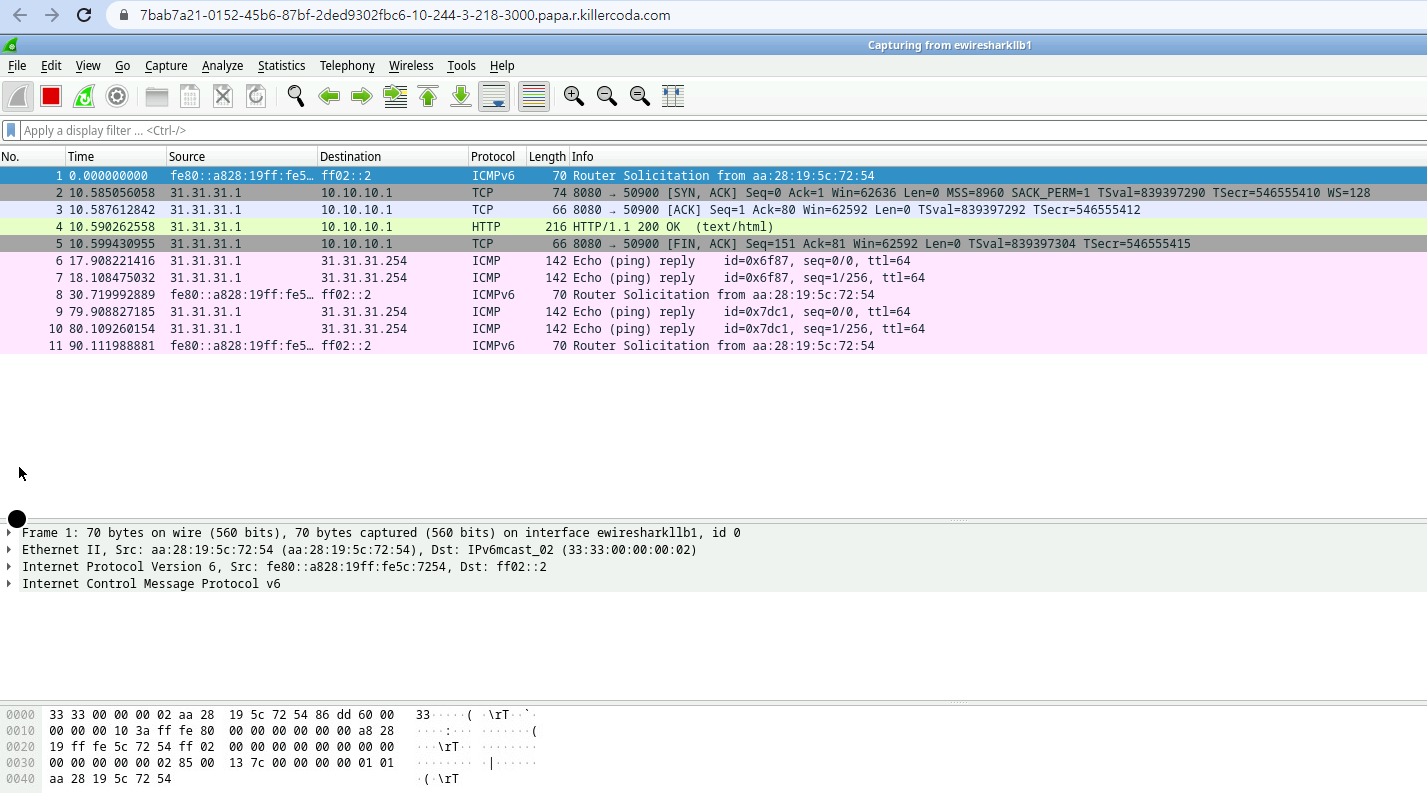 7bab7a21-0152-45b6-87bf-2ded9302fbc6-10-244-3-218-3000.papa.r.killercoda.com
Capturing from ewiresharkllb1
File Edit View Go Capture Analyze Statistics Telephony Wireless Tools Help
Apply a display filter ... <Ctrl-/>
No. Time Source Destination Protocol Length Info
1 0.000000000 fe80::a828:19ff:fe5… ff02::2 ICMPv6 70 Router Solicitation from aa:28:19:5c:72:54
2 10.585056058 31.31.31.1 10.10.10.1 TCP 74 8080 → 50900 [SYN, ACK] Seq=0 Ack=1 Win=62636 Len=0 MSS=8960 SACK_PERM=1 TSval=839397290 TSecr=546555410 WS=128
3 10.587612842 31.31.31.1 10.10.10.1 TCP 66 8080 → 50900 [ACK] Seq=1 Ack=80 Win=62592 Len=0 TSval=839397292 TSecr=546555412
4 10.590262558 31.31.31.1 10.10.10.1 HTTP 216 HTTP/1.1 200 OK (text/html)
5 10.599430955 31.31.31.1 10.10.10.1 TCP 66 8080 → 50900 [FIN, ACK] Seq=151 Ack=81 Win=62592 Len=0 TSval=839397304 TSecr=546555415
6 17.908221416 31.31.31.1 31.31.31.254 ICMP 142 Echo (ping) reply id=0x6f87, seq=0/0, ttl=64
7 18.108475032 31.31.31.1 31.31.31.254 ICMP 142 Echo (ping) reply id=0x6f87, seq=1/256, ttl=64
8 30.719992889 fe80::a828:19ff:fe5… ff02::2 ICMPv6 70 Router Solicitation from aa:28:19:5c:72:54
9 79.908827185 31.31.31.1 31.31.31.254 ICMP 142 Echo (ping) reply id=0x7dc1, seq=0/0, ttl=64
10 80.109260154 31.31.31.1 31.31.31.254 ICMP 142 Echo (ping) reply id=0x7dc1, seq=1/256, ttl=64
11 90.111988881 fe80::a828:19ff:fe5… ff02::2 ICMPv6 70 Router Solicitation from aa:28:19:5c:72:54
Frame 1: 70 bytes on wire (560 bits), 70 bytes captured (560 bits) on interface ewiresharkllb1, id 0
Ethernet II, Src: aa:28:19:5c:72:54 (aa:28:19:5c:72:54), Dst: IPv6mcast_02 (33:33:00:00:00:02)
Internet Protocol Version 6, Src: fe80::a828:19ff:fe5c:7254, Dst: ff02::2
Internet Control Message Protocol v6
0000 33 33 00 00 00 02 aa 28 19 5c 72 54 86 dd 60 00 33·····( ·\rT··`·
0010 00 00 00 10 3a ff fe 80 00 00 00 00 00 00 a8 28 ····:··· ·······(
0020 19 ff fe 5c 72 54 ff 02 00 00 00 00 00 00 00 00 ···\rT·· ········
0030 00 00 00 00 00 02 85 00 13 7c 00 00 00 00 01 01 ········ ·|······
0040 aa 28 19 5c 72 54 ·(·\rT